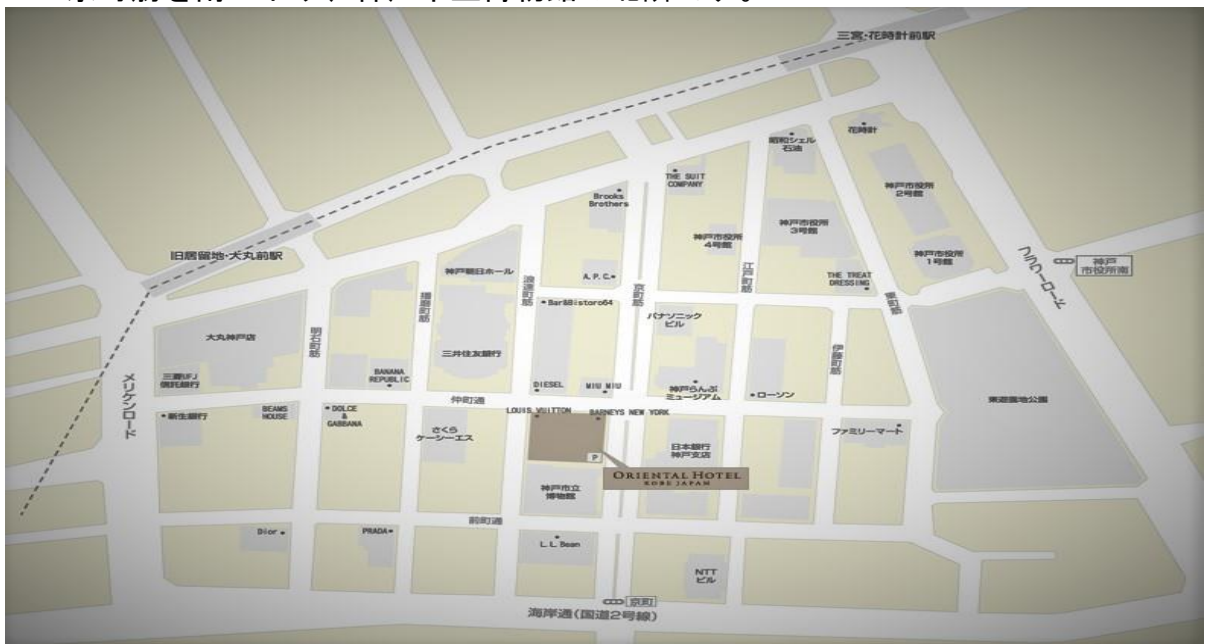 三宮・花時計前駅
花時計
昭和シェル
石油
THE SUIT
COMPANY
神戸市役所
2号館
Brooks
Brothers
神戸市役所
3号館
神戸市役所
4号館
神戸市役所
1号館
フラワーロード
神戸
市役所南
旧居留地・大丸前駅
神戸朝日ホール
浪速町筋
A.P.C.
京町筋
江戸町筋
THE TREAT
DRESSING
東町筋
播磨町筋
Bar&Bistoro64
パナソニック
ビル
明石町筋
大丸神戸店
三井住友銀行
伊藤町筋
三菱UFJ
信託銀行
BANANA
REPUBLIC
DIESEL
MIU MIU
神戸らんぷ
ミュージアム
ローソン
東遊園地公園
メリケンロード
仲町通
新生銀行
BEAMS
HOUSE
DOLCE
&
GABBANA
さくら
ケーシーエス
LOUIS VUITTON
BARNEYS NEW YORK
日本銀行
神戸支店
ファミリーマート
P
ORIENTAL HOTEL
KOBE JAPAN
神戸市立
博物館
前町通
Dior
PRADA
L.L.Bean
NTT
ビル
京町
海岸通(国道2号線)